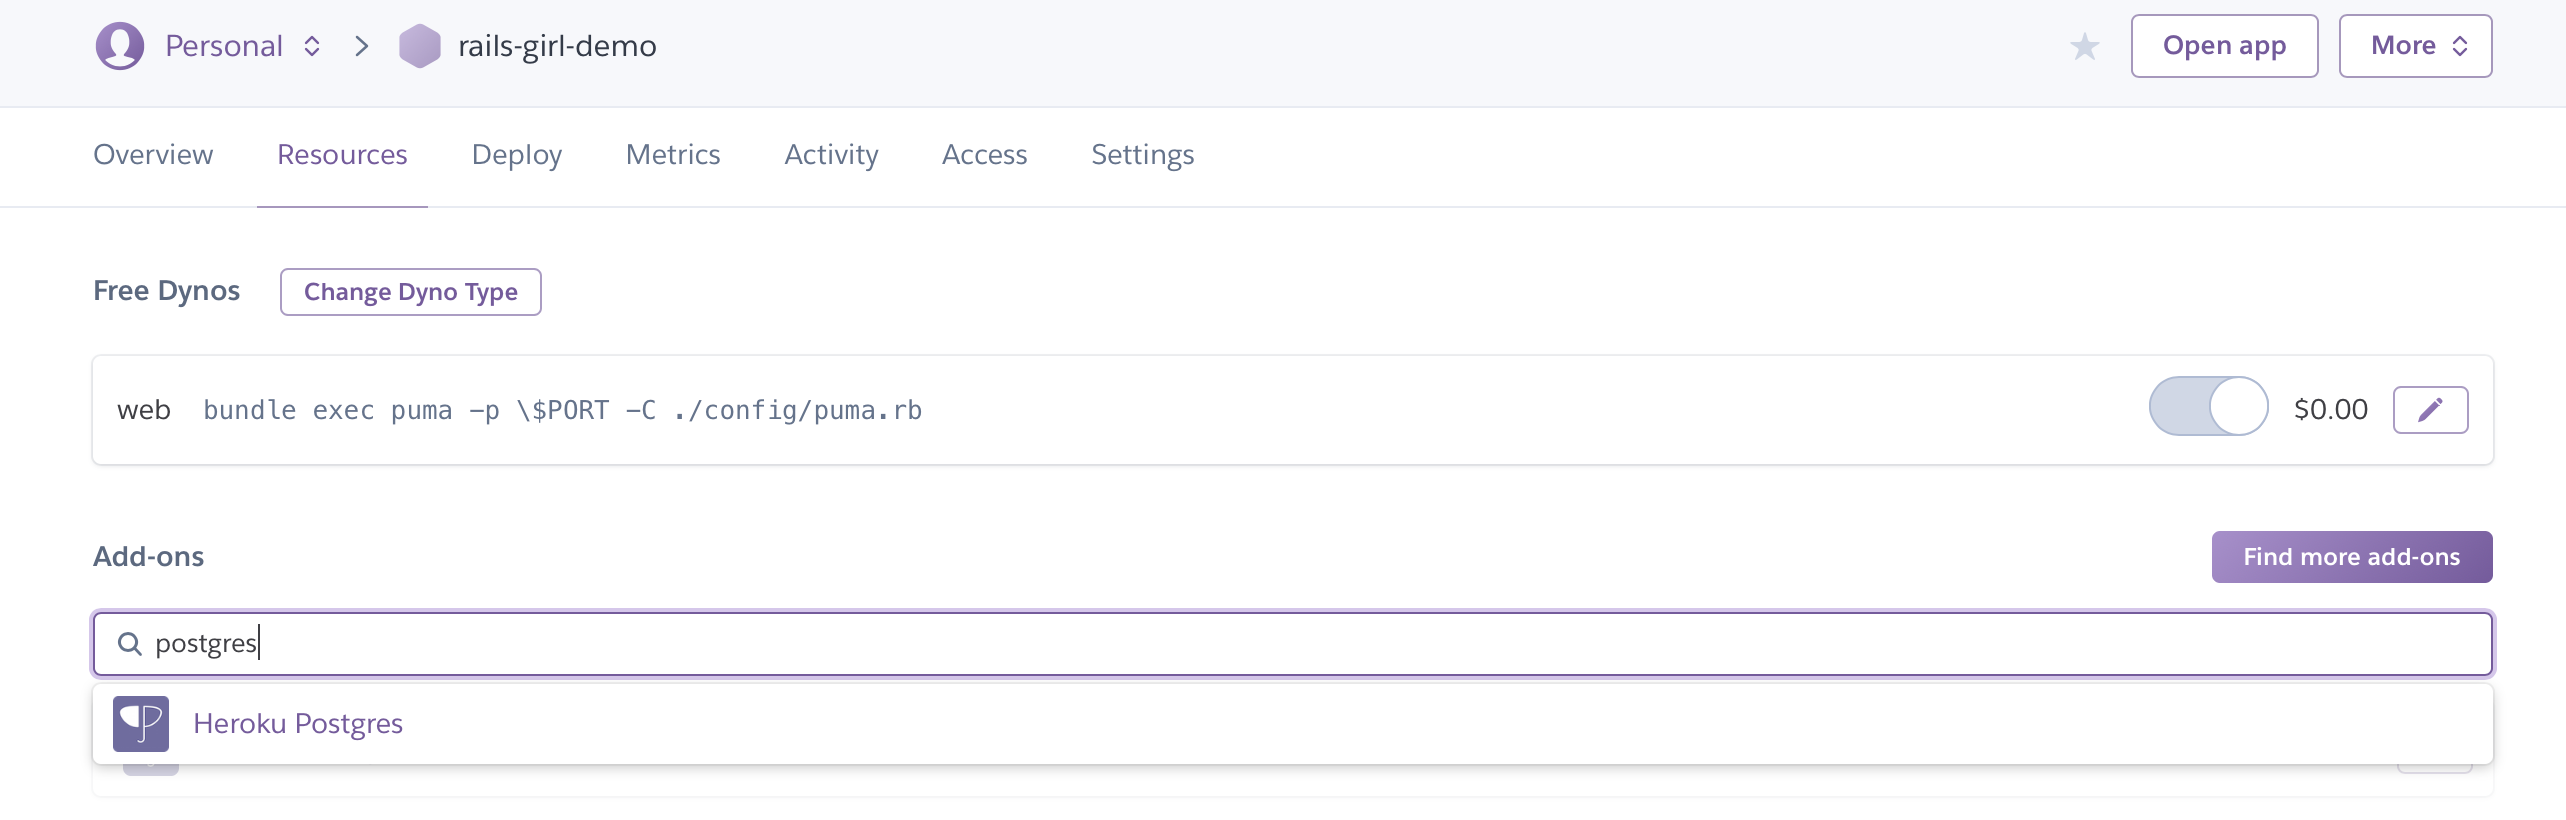 Personal rails-girl-demo Open app More
Overview Resources Deploy Metrics Activity Access Settings
Free Dynos Change Dyno Type
web bundle exec puma -p \$PORT -C ./config/puma.rb $0.00
Add-ons Find more add-ons
postgres
Heroku Postgres